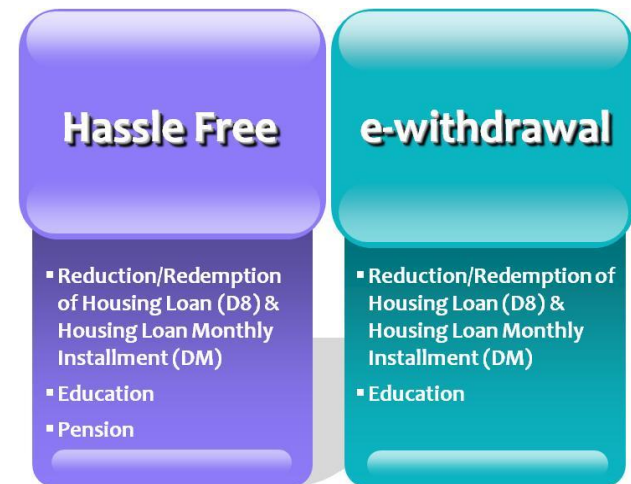 Hassle Free
▪ Reduction/Redemption
of Housing Loan (D8) &
Housing Loan Monthly
Installment (DM)
▪ Education
▪ Pension
e-withdrawal
▪ Reduction/Redemption of
Housing Loan (D8) &
Housing Loan Monthly
Installment (DM)
▪ Education